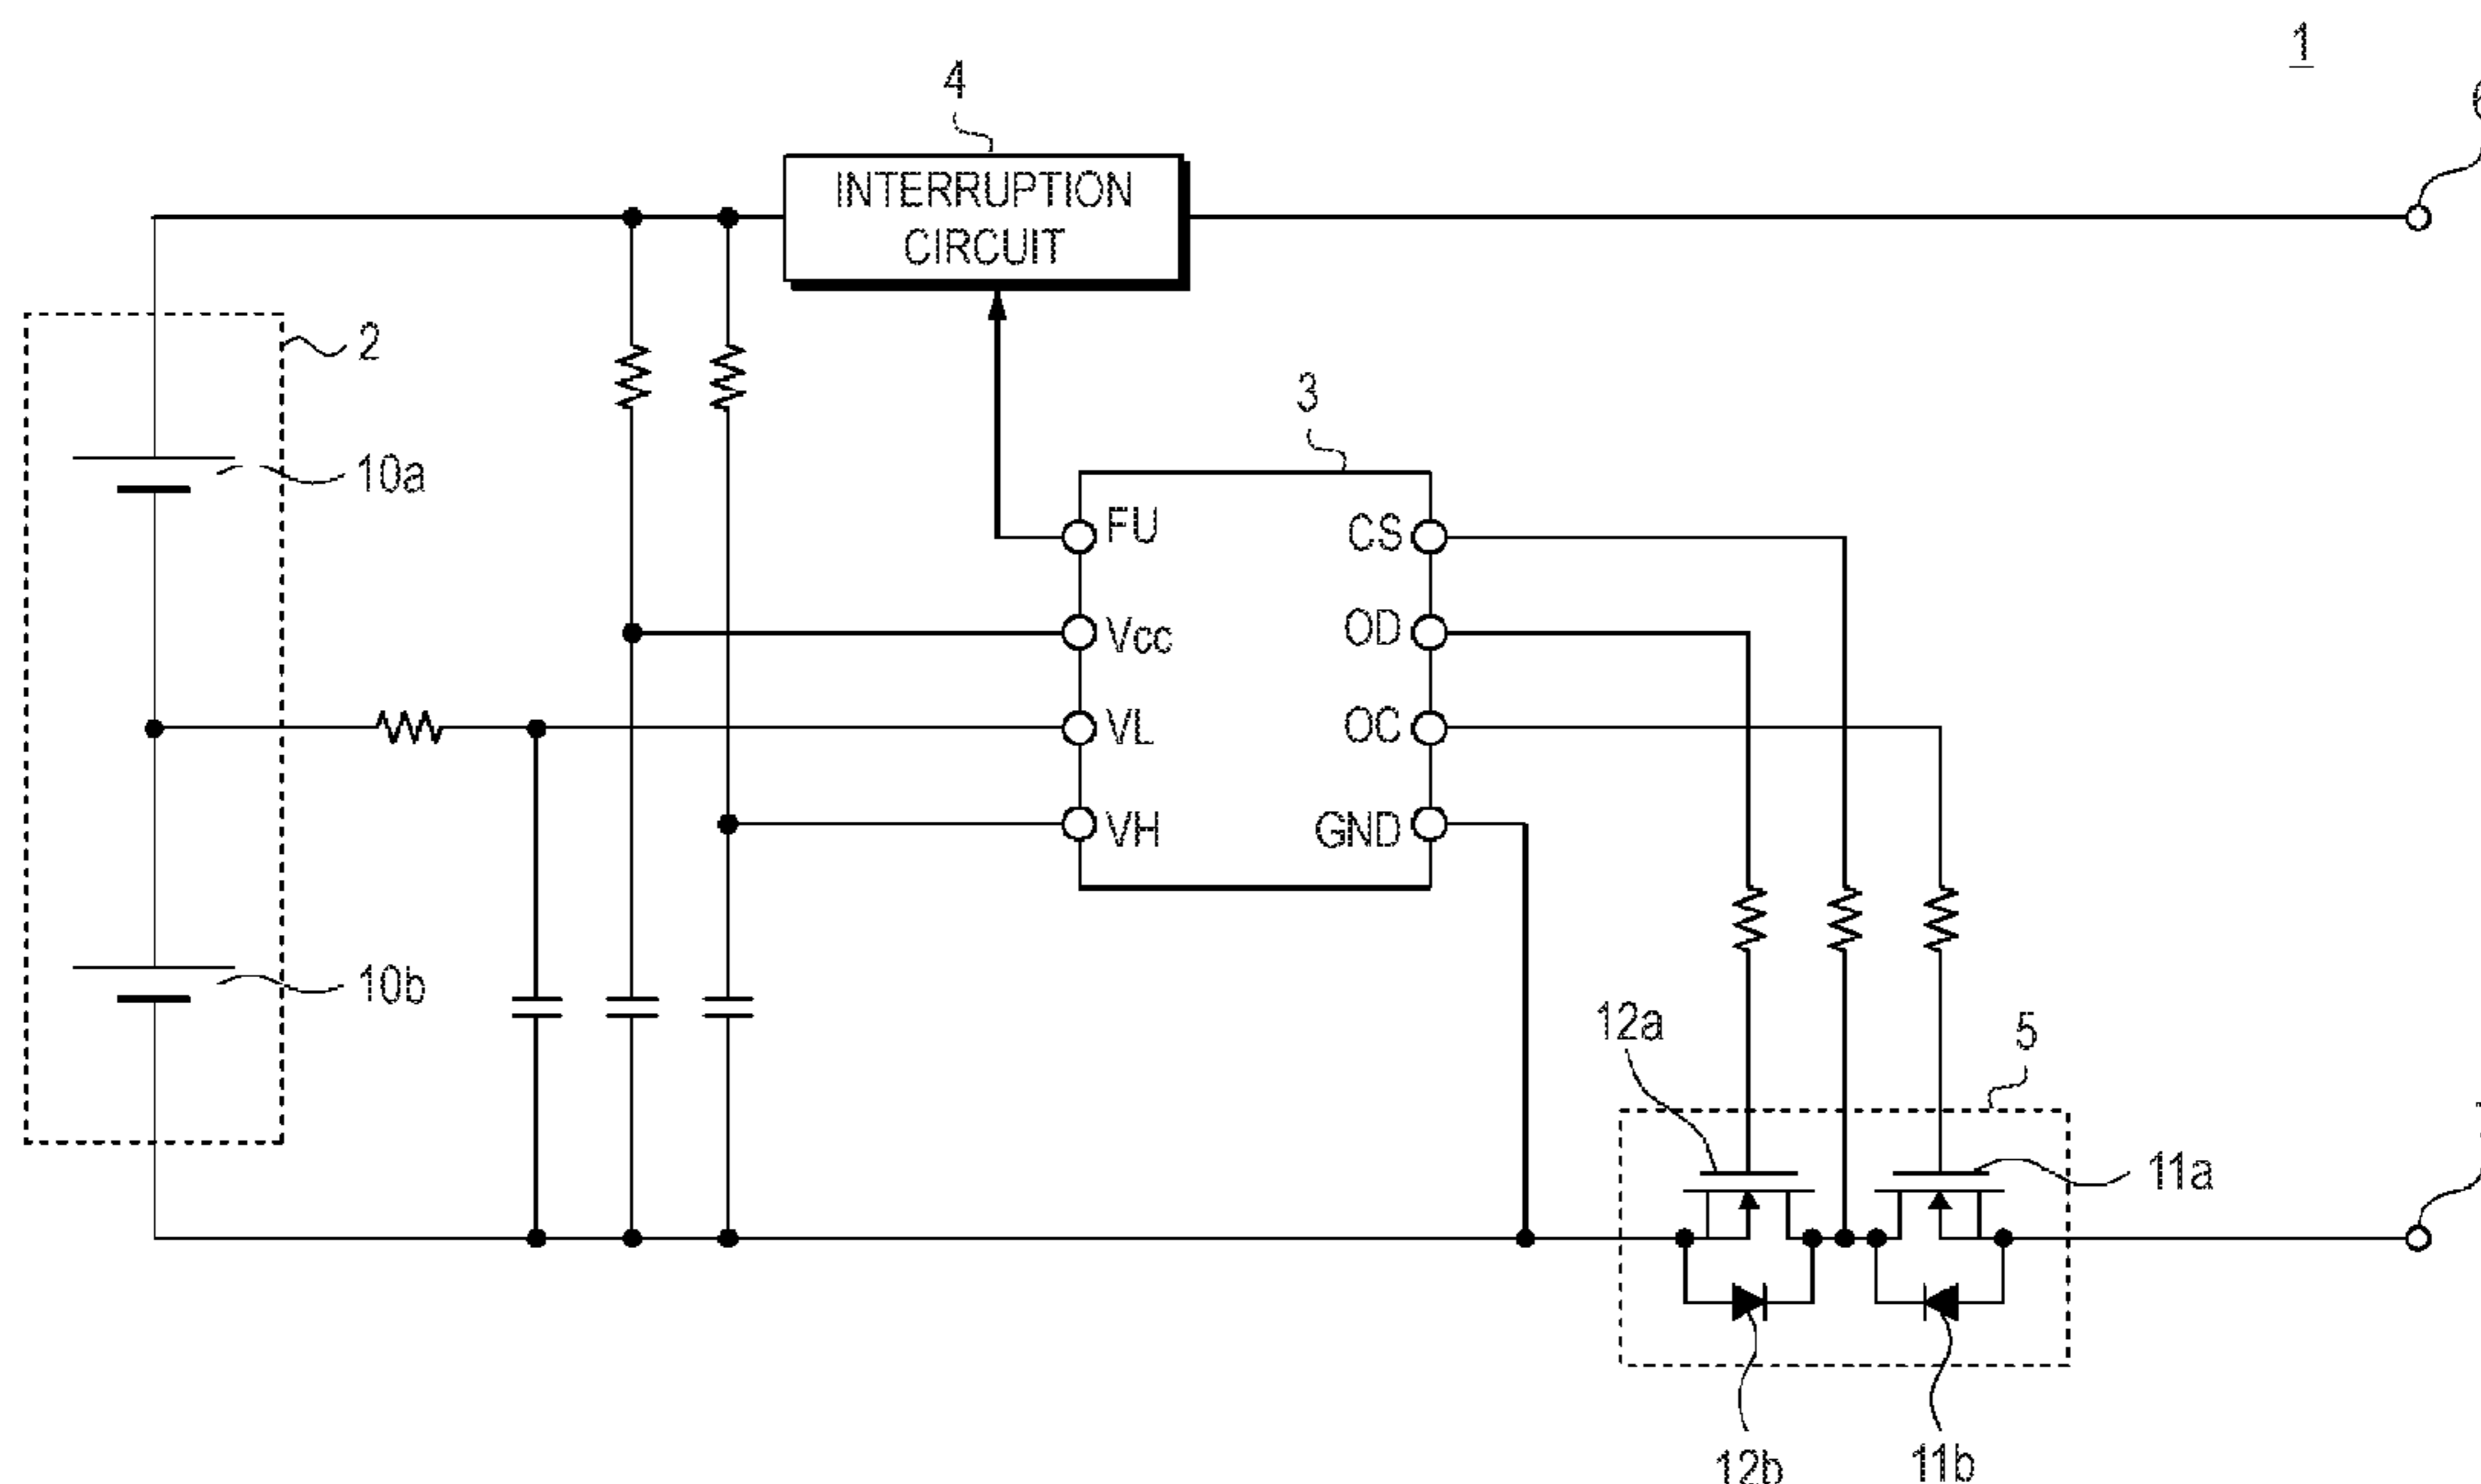 1
4
6
INTERRUPTION
CIRCUIT
2
3
10a
FU
CS
Vcc
OD
VL
OC
VH
GND
10b
12a
5
11a
12b
11b